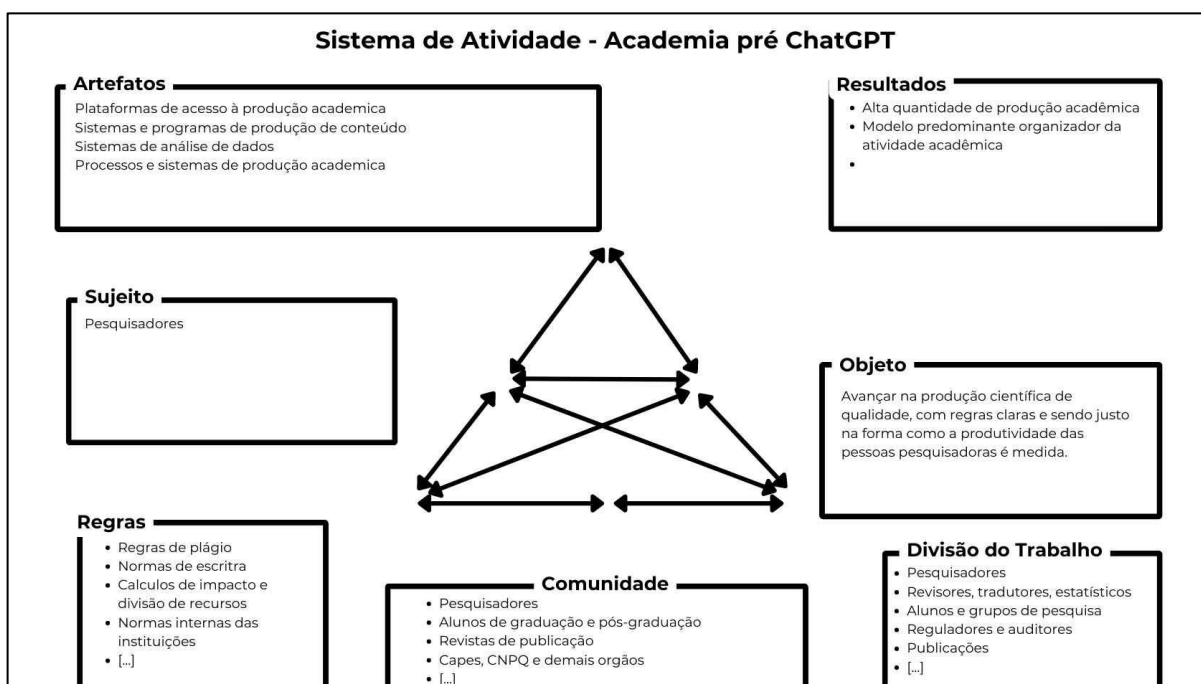 Sistema de Atividade - Academia pré ChatGPT
Artefatos
Plataformas de acesso à produção academica
Sistemas e programas de produção de conteúdo
Sistemas de análise de dados
Processos e sistemas de produção academica
Resultados
• Alta quantidade de produção acadêmica
• Modelo predominante organizador da
atividade acadêmica
•
Sujeito
Pesquisadores
Objeto
Avançar na produção científica de
qualidade, com regras claras e sendo justo
na forma como a produtividade das
pessoas pesquisadoras é medida.
Regras
• Regras de plágio
• Normas de escritra
• Calculos de impacto e
divisão de recursos
• Normas internas das
instituições
• [...]
Comunidade
• Pesquisadores
• Alunos de graduação e pós-graduação
• Revistas de publicação
• Capes, CNPQ e demais orgãos
• [...]
Divisão do Trabalho
• Pesquisadores
• Revisores, tradutores, estatísticos
• Alunos e grupos de pesquisa
• Reguladores e auditores
• Publicações
• [...]